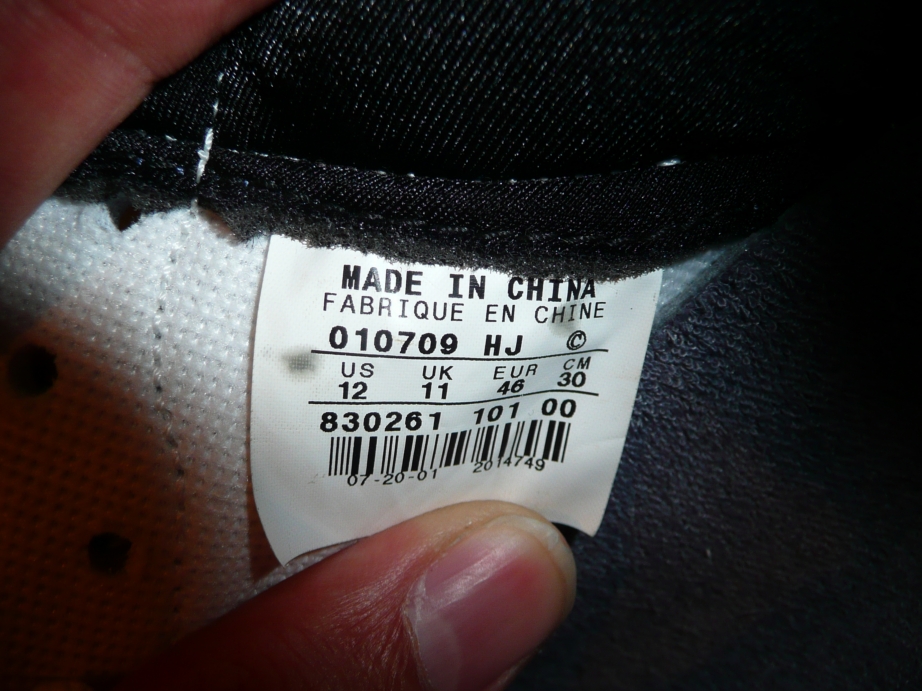 MADE IN CHINA
FABRIQUE EN CHINE
010709 HJ ©
US UK EUR CM
12 11 46 30
830261 101 00
07-20-01 2014749